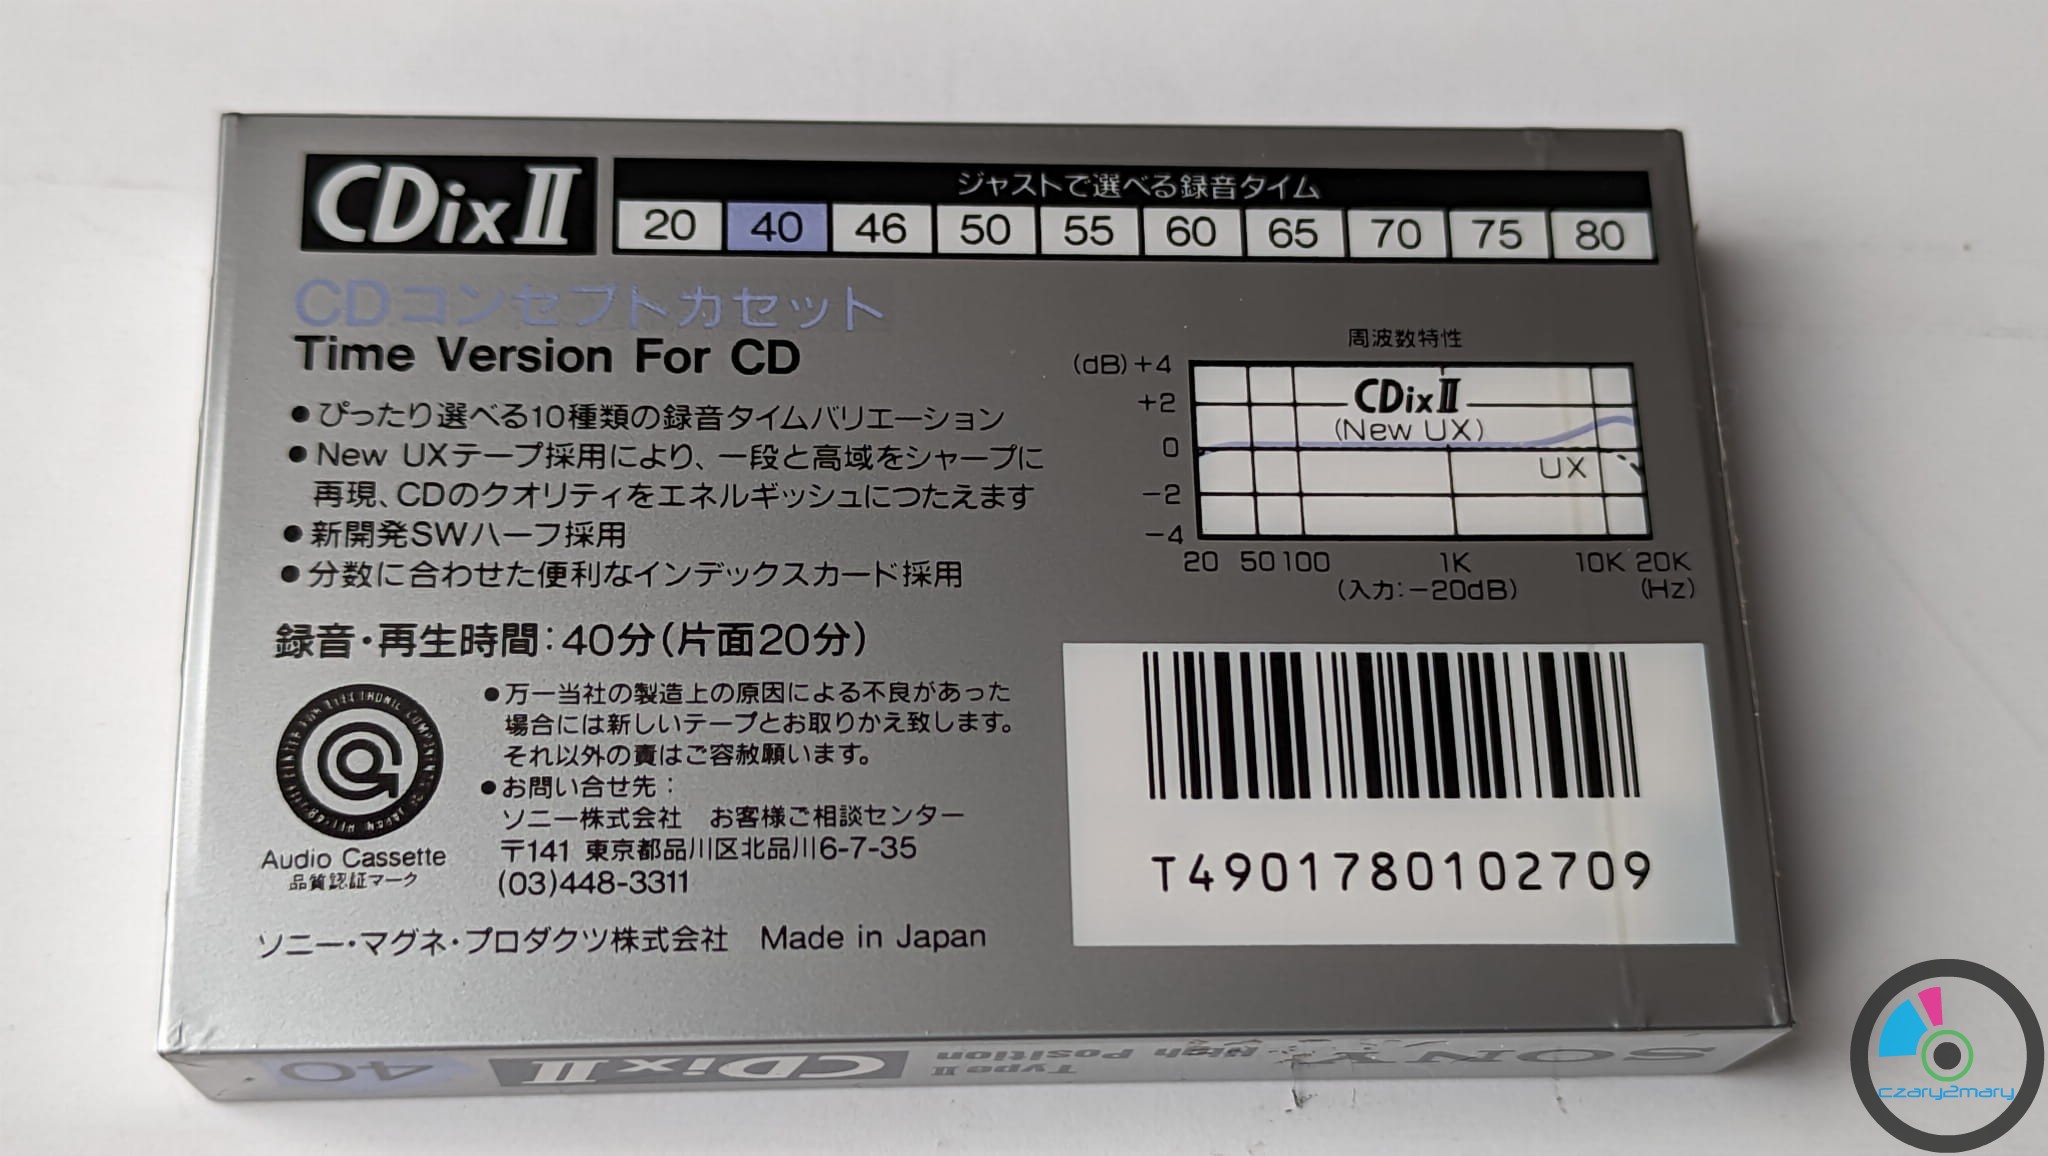 CDix II
ジャストで選べる録音タイム
20 40 46 50 55 60 65 70 75 80
CDコンセプトカセット
Time Version For CD
●ぴったり選べる10種類の録音タイムバリエーション
●New UXテープ採用により、一段と高域をシャープに
再現、CDのクオリティをエネルギッシュにつたえます
●新開発SWハーフ採用
●分数に合わせた便利なインデックスカード採用
録音・再生時間:40分(片面20分)
周波数特性
(dB)+4
+2
0
-2
-4
CDix II
(New UX)
UX
20 50 100 1K 10K 20K
(入力:-20dB) (Hz)
Audio Cassette
品質認証マーク
●万一当社の製造上の原因による不良があった
場合には新しいテープとお取りかえ致します。
それ以外の責はご容赦願います。
●お問い合せ先:
ソニー株式会社 お客様ご相談センター
〒141 東京都品川区北品川6-7-35
(03)448-3311
ソニー・マグネ・プロダクツ株式会社 Made in Japan
T4901780102709
SONY
Type II High Position
CDix II
40
czary2mary